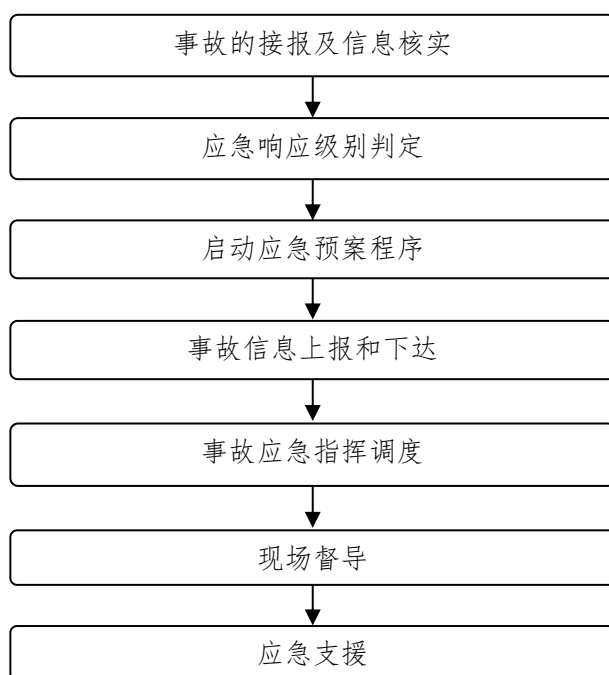 事故的接报及信息核实
应急响应级别判定
启动应急预案程序
事故信息上报和下达
事故应急指挥调度
现场督导
应急支援